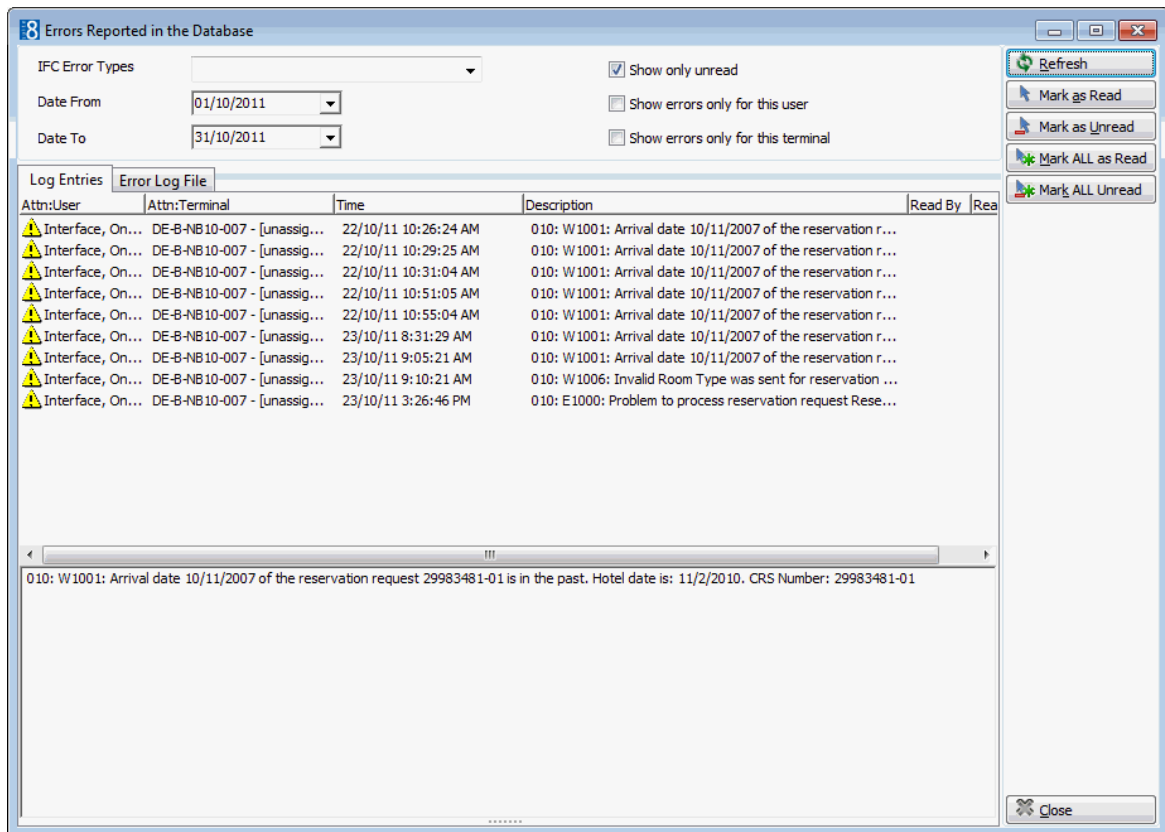 8 Errors Reported in the Database
IFC Error Types
Show only unread
Date From 01/10/2011
Show errors only for this user
Date To 31/10/2011
Show errors only for this terminal
Refresh
Mark as Read
Mark as Unread
Mark ALL as Read
Mark ALL Unread
Log Entries Error Log File
Attn:User Attn:Terminal Time Description Read By Rea
Interface, On... DE-B-NB10-007 - [unassig... 22/10/11 10:26:24 AM 010: W1001: Arrival date 10/11/2007 of the reservation r...
Interface, On... DE-B-NB10-007 - [unassig... 22/10/11 10:29:25 AM 010: W1001: Arrival date 10/11/2007 of the reservation r...
Interface, On... DE-B-NB10-007 - [unassig... 22/10/11 10:31:04 AM 010: W1001: Arrival date 10/11/2007 of the reservation r...
Interface, On... DE-B-NB10-007 - [unassig... 22/10/11 10:51:05 AM 010: W1001: Arrival date 10/11/2007 of the reservation r...
Interface, On... DE-B-NB10-007 - [unassig... 22/10/11 10:55:04 AM 010: W1001: Arrival date 10/11/2007 of the reservation r...
Interface, On... DE-B-NB10-007 - [unassig... 23/10/11 8:31:29 AM 010: W1001: Arrival date 10/11/2007 of the reservation r...
Interface, On... DE-B-NB10-007 - [unassig... 23/10/11 9:05:21 AM 010: W1001: Arrival date 10/11/2007 of the reservation r...
Interface, On... DE-B-NB10-007 - [unassig... 23/10/11 9:10:21 AM 010: W1006: Invalid Room Type was sent for reservation ...
Interface, On... DE-B-NB10-007 - [unassig... 23/10/11 3:26:46 PM 010: E1000: Problem to process reservation request Rese...
010: W1001: Arrival date 10/11/2007 of the reservation request 29983481-01 is in the past. Hotel date is: 11/2/2010. CRS Number: 29983481-01
Close